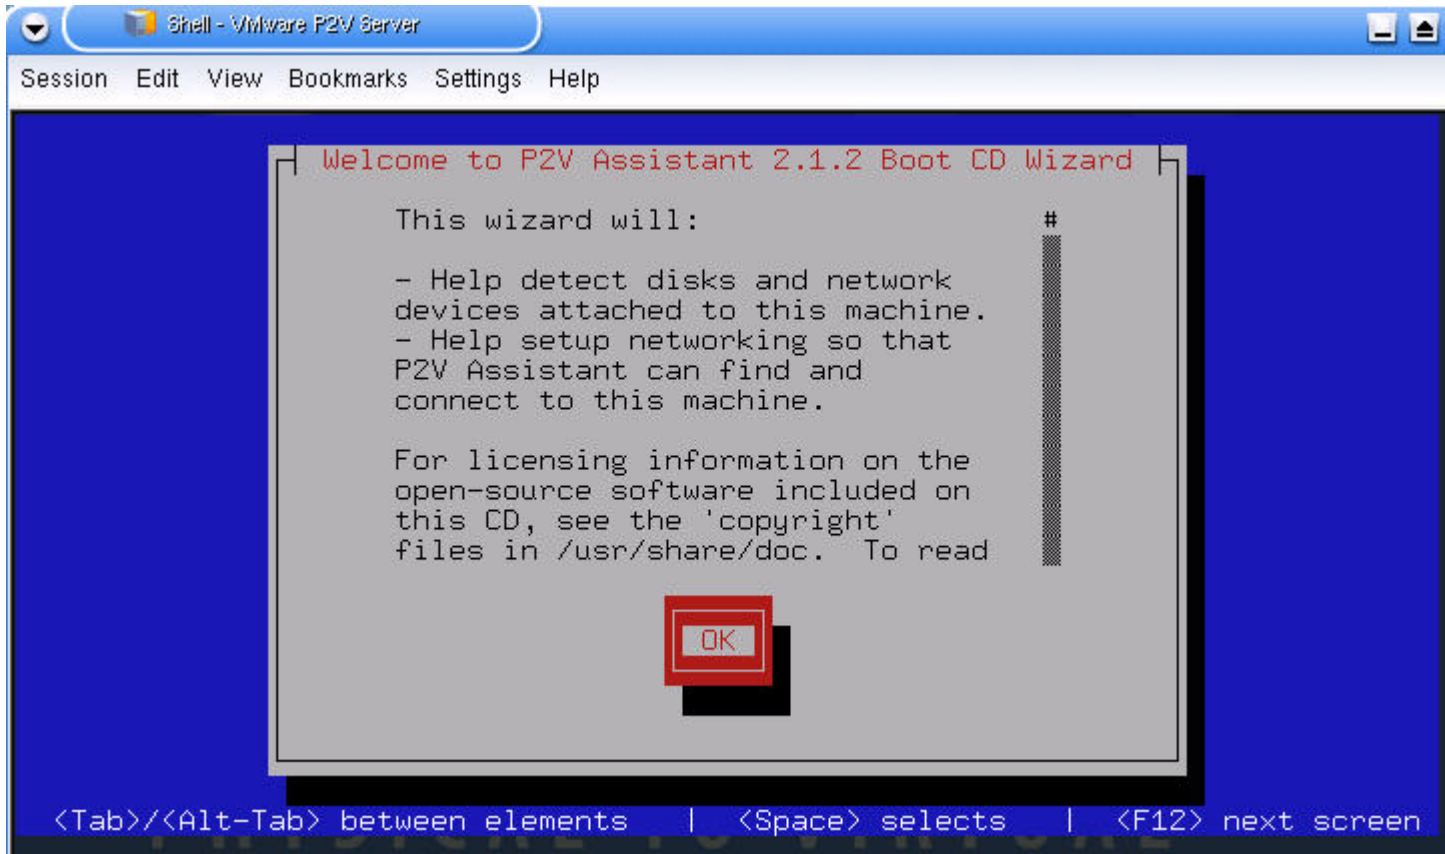 Shell - VMware P2V Server
Session Edit View Bookmarks Settings Help
Welcome to P2V Assistant 2.1.2 Boot CD Wizard
This wizard will: #
- Help detect disks and network
devices attached to this machine.
- Help setup networking so that
P2V Assistant can find and
connect to this machine.
For licensing information on the
open-source software included on
this CD, see the 'copyright'
files in /usr/share/doc. To read
OK
<Tab>/<Alt-Tab> between elements | <Space> selects | <F12> next screen
PHYSICAL TO VIRTUAL